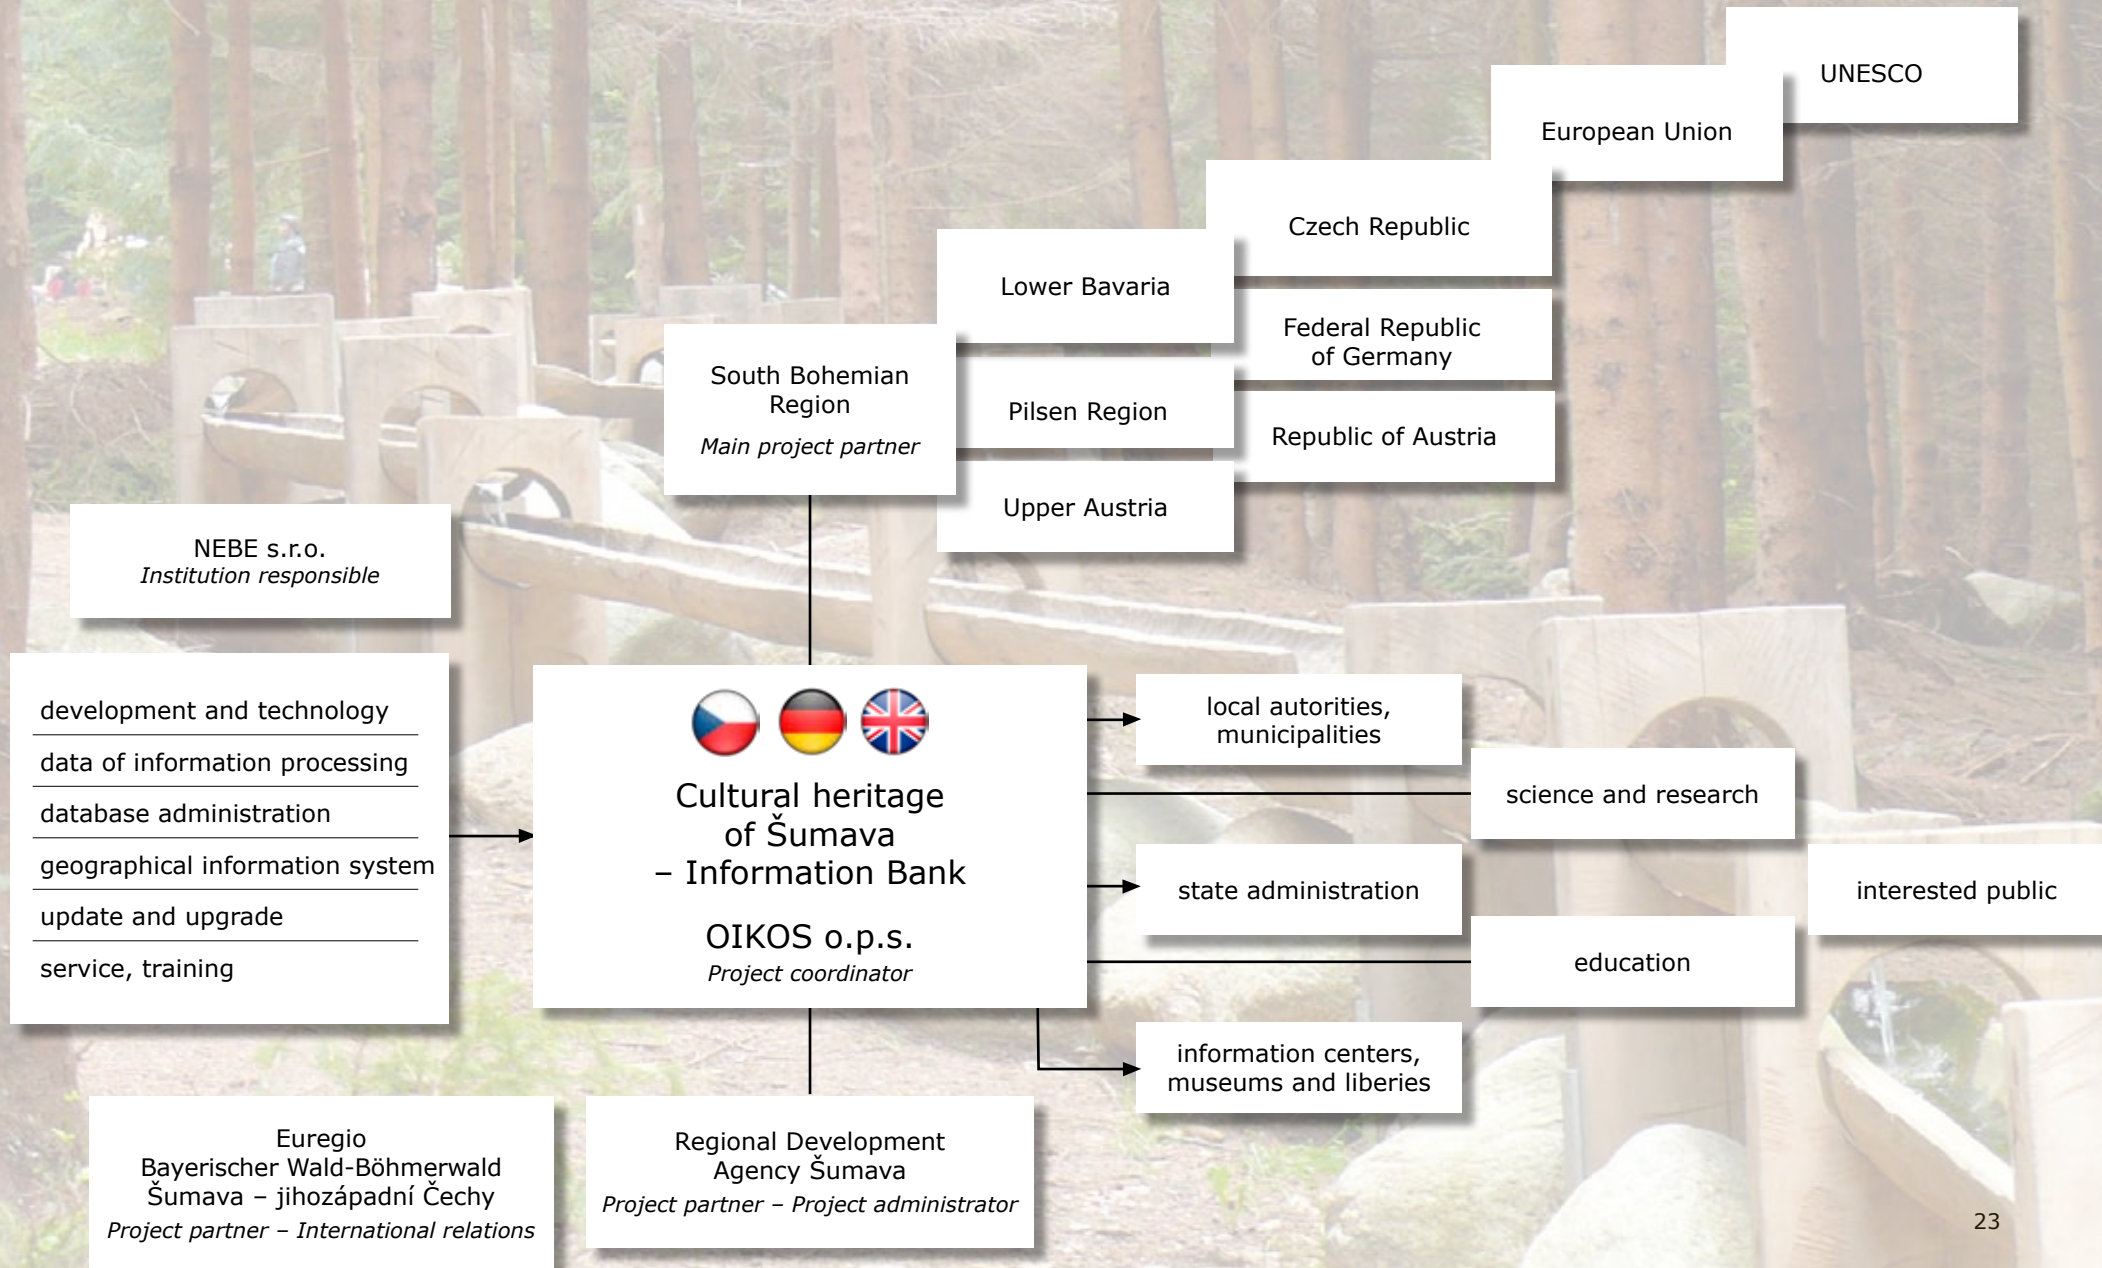 UNESCO
European Union
Czech Republic
Lower Bavaria
Federal Republic
of Germany
South Bohemian
Region
Main project partner
Pilsen Region
Republic of Austria
Upper Austria
NEBE s.r.o.
Institution responsible
development and technology
data of information processing
database administration
geographical information system
update and upgrade
service, training
Cultural heritage
of Šumava
– Information Bank
OIKOS o.p.s.
Project coordinator
local autorities,
municipalities
science and research
state administration
interested public
education
information centers,
museums and liberies
Euregio
Bayerischer Wald-Böhmerwald
Šumava – jihozápadní Čechy
Project partner – International relations
Regional Development
Agency Šumava
Project partner – Project administrator
23